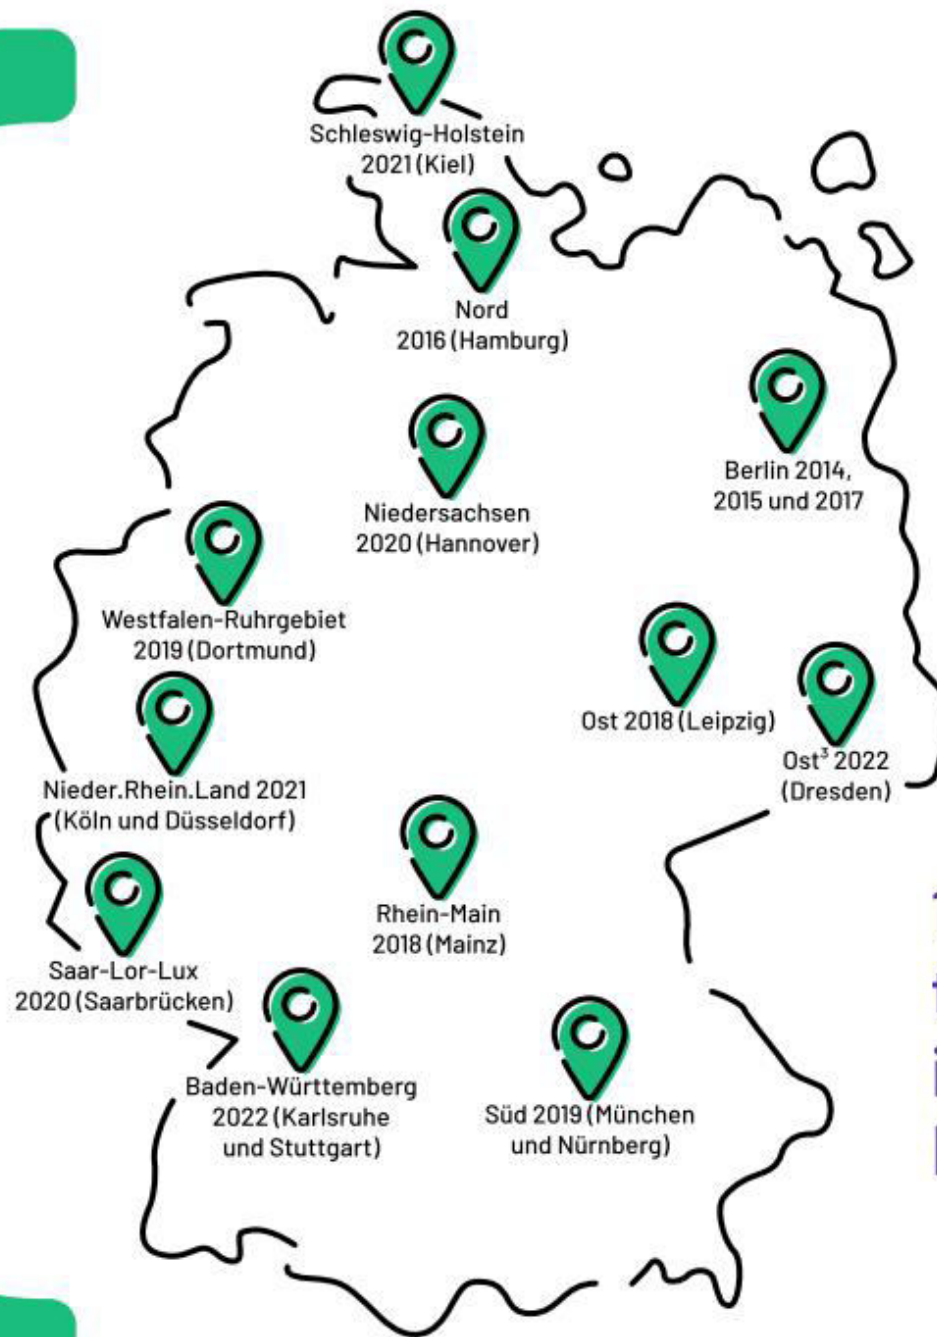 Schleswig-Holstein
2021 (Kiel)
Nord
2016 (Hamburg)
Berlin 2014,
2015 und 2017
Niedersachsen
2020 (Hannover)
Westfalen-Ruhrgebiet
2019 (Dortmund)
Ost 2018 (Leipzig)
Ost³ 2022
(Dresden)
Nieder.Rhein.Land 2021
(Köln und Düsseldorf)
Rhein-Main
2018 (Mainz)
Saar-Lor-Lux
2020 (Saarbrücken)
Baden-Württemberg
2022 (Karlsruhe
und Stuttgart)
Süd 2019 (München
und Nürnberg)